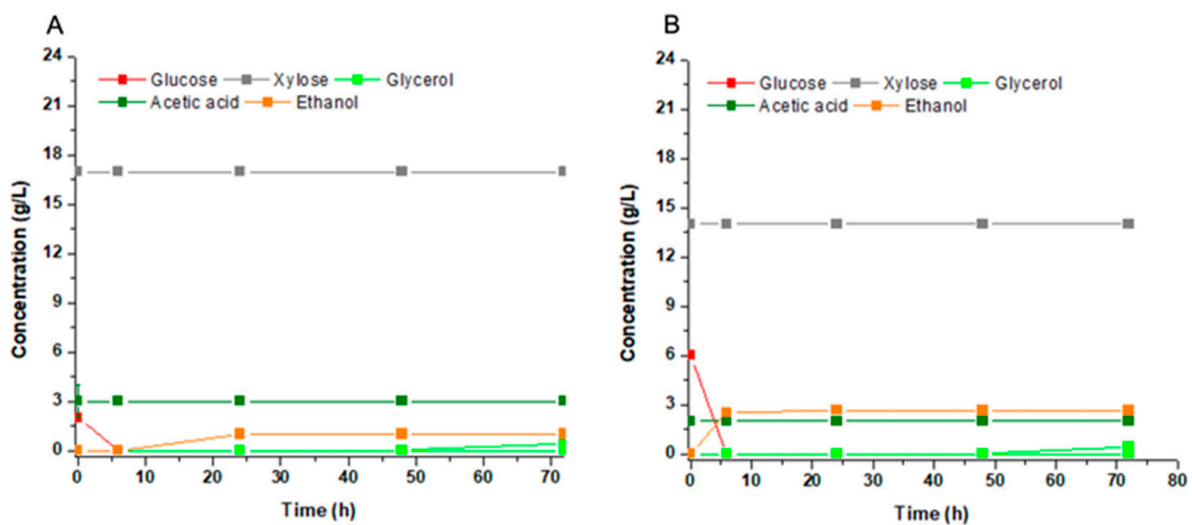 A
Concentration (g/L)
24
21
18
15
12
9
6
3
0
Glucose Xylose Glycerol
Acetic acid Ethanol
0 10 20 30 40 50 60 70
Time (h)
B
Concentration (g/L)
24
21
18
15
12
9
6
3
0
Glucose Xylose Glycerol
Acetic acid Ethanol
0 10 20 30 40 50 60 70 80
Time (h)